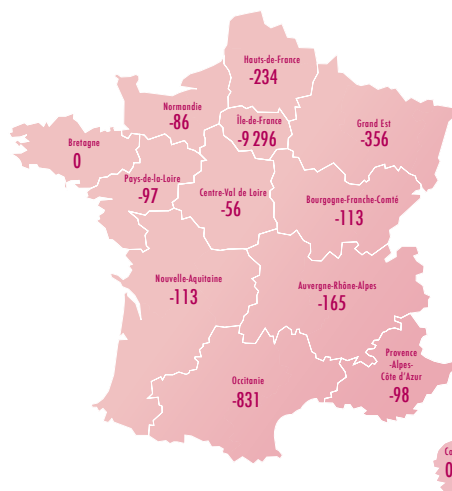 Hauts-de-France
-234
Normandie
-86
Île-de-France
-9 296
Grand Est
-356
Bretagne
0
Pays-de-la-Loire
-97
Centre-Val de Loire
-56
Bourgogne-Franche-Comté
-113
Nouvelle-Aquitaine
-113
Auvergne-Rhône-Alpes
-165
Provence
-Alpes-
Côte d'Azur
-98
Occitanie
-831
0